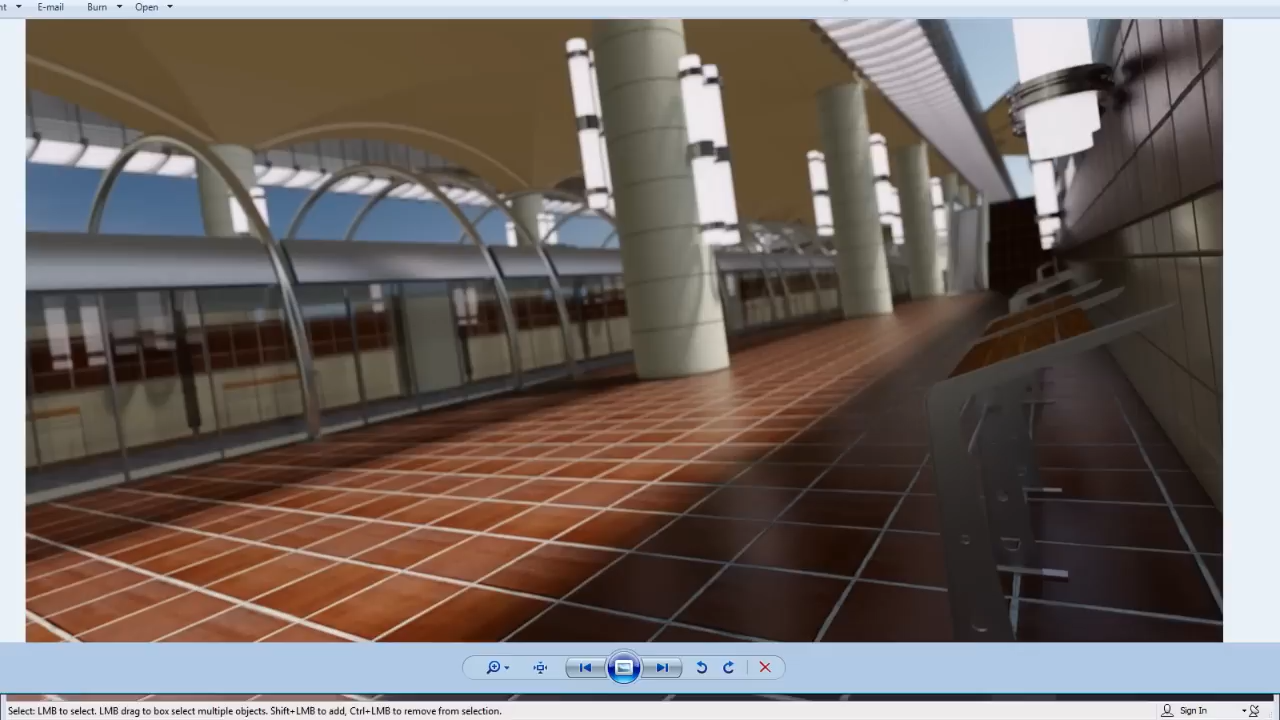 nt E-mail Burn Open
Select: LMB to select. LMB drag to box select multiple objects. Shift+LMB to add, Ctrl+LMB to remove from selection.
Sign In